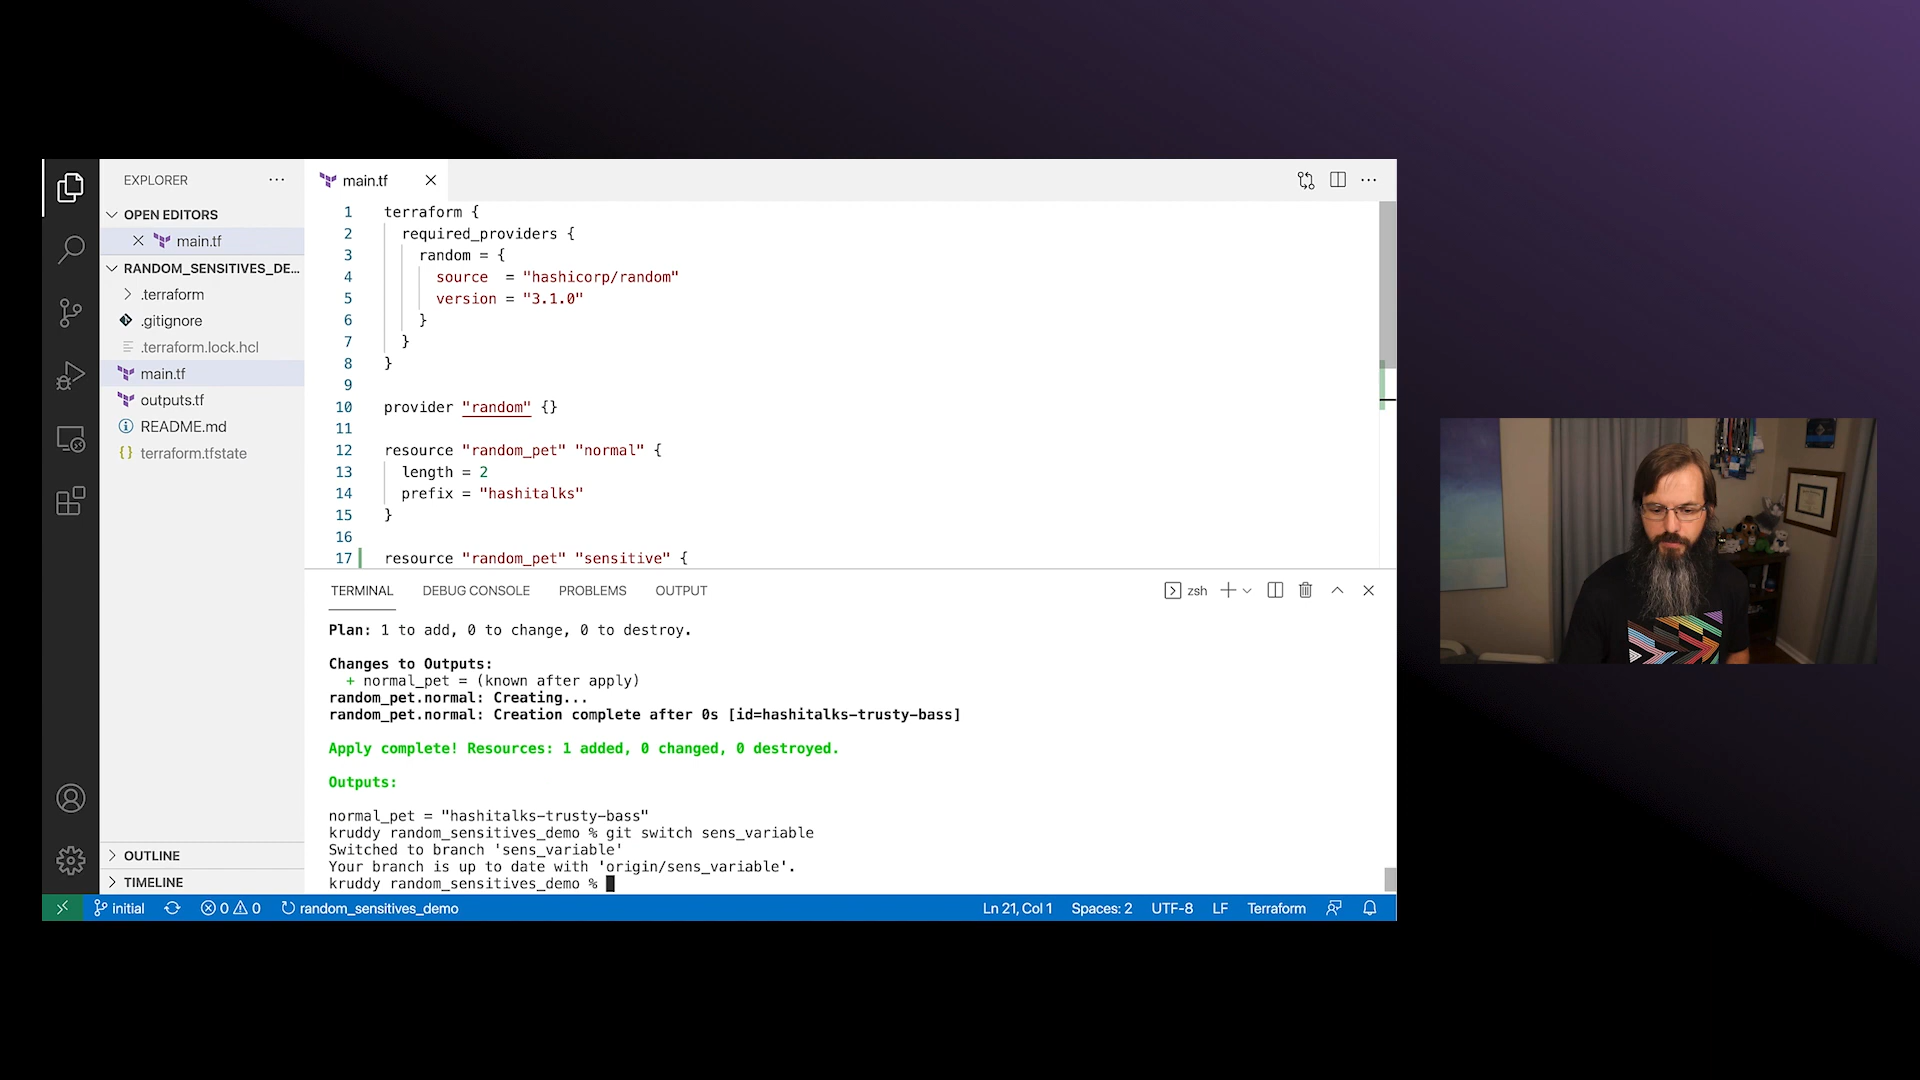 EXPLORER
OPEN EDITORS
main.tf
RANDOM_SENSITIVES_DE...
.terraform
.gitignore
.terraform.lock.hcl
main.tf
outputs.tf
README.md
terraform.tfstate
OUTLINE
TIMELINE
main.tf
1 terraform {
2 required_providers {
3 random = {
4 source = "hashicorp/random"
5 version = "3.1.0"
6 }
7 }
8 }
9
10 provider "random" {}
11
12 resource "random_pet" "normal" {
13 length = 2
14 prefix = "hashitalks"
15 }
16
17 resource "random_pet" "sensitive" {
TERMINAL DEBUG CONSOLE PROBLEMS OUTPUT zsh
Plan: 1 to add, 0 to change, 0 to destroy.
Changes to Outputs:
+ normal_pet = (known after apply)
random_pet.normal: Creating...
random_pet.normal: Creation complete after 0s [id=hashitalks-trusty-bass]
Apply complete! Resources: 1 added, 0 changed, 0 destroyed.
Outputs:
normal_pet = "hashitalks-trusty-bass"
kruddy random_sensitives_demo % git switch sens_variable
Switched to branch 'sens_variable'
Your branch is up to date with 'origin/sens_variable'.
kruddy random_sensitives_demo %
initial 0 0 random_sensitives_demo Ln 21, Col 1 Spaces: 2 UTF-8 LF Terraform